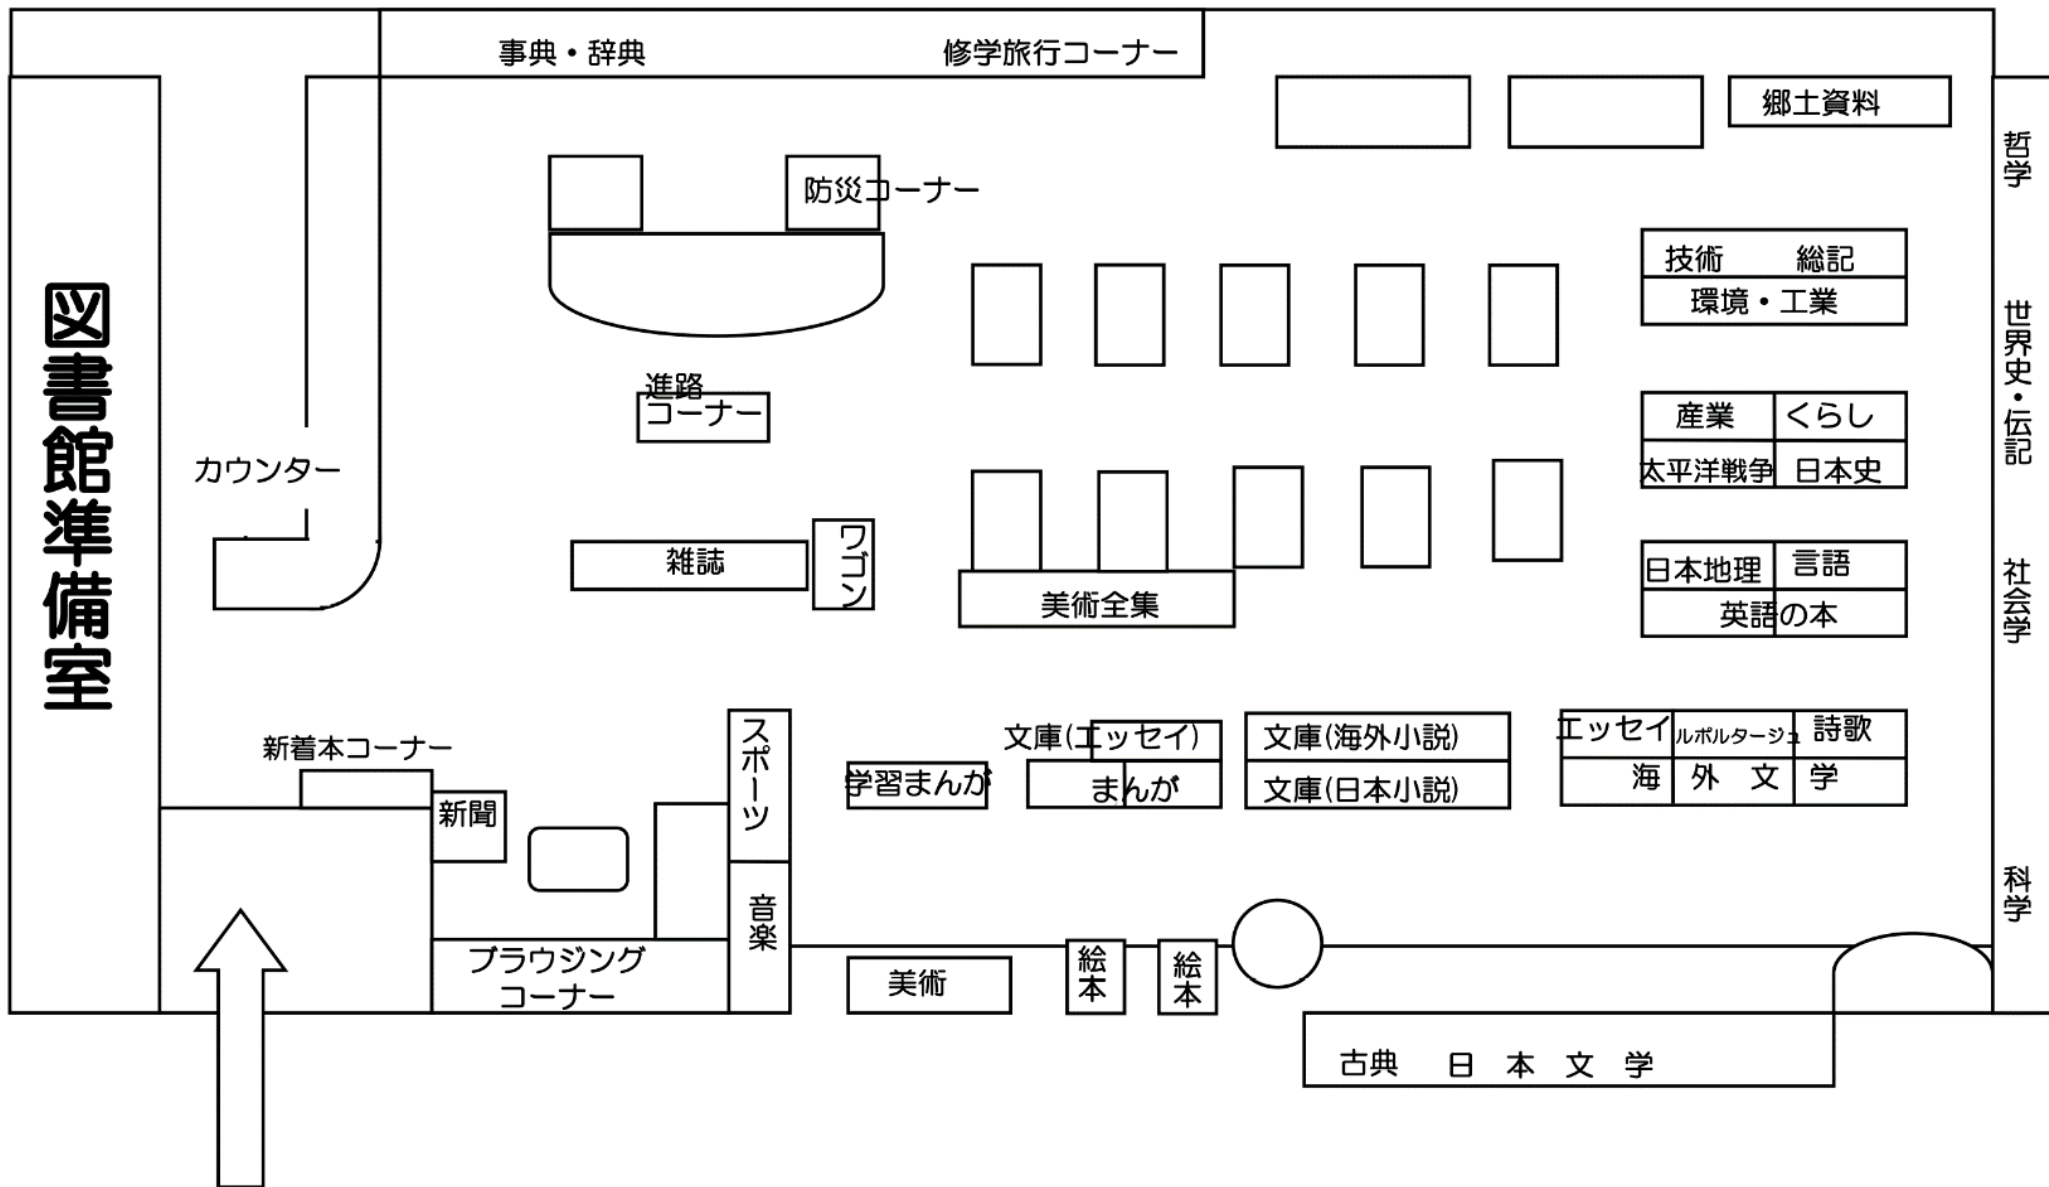 事典・辞典
修学旅行コーナー
郷土資料
哲学
防災コーナー
技術 総記
環境・工業
図書館準備室
世界史・伝記
進路
コーナー
産業
くらし
太平洋戦争
日本史
カウンター
雑誌
ワゴン
美術全集
日本地理
言語
英語の本
社会学
新着本コーナー
新聞
スポーツ
音楽
文庫(エッセイ)
学習まんが
まんが
文庫(海外小説)
文庫(日本小説)
エッセイ
ルポルタージュ
詩歌
海外文学
科学
ブラウジング
コーナー
美術
絵本
絵本
古典 日本文学